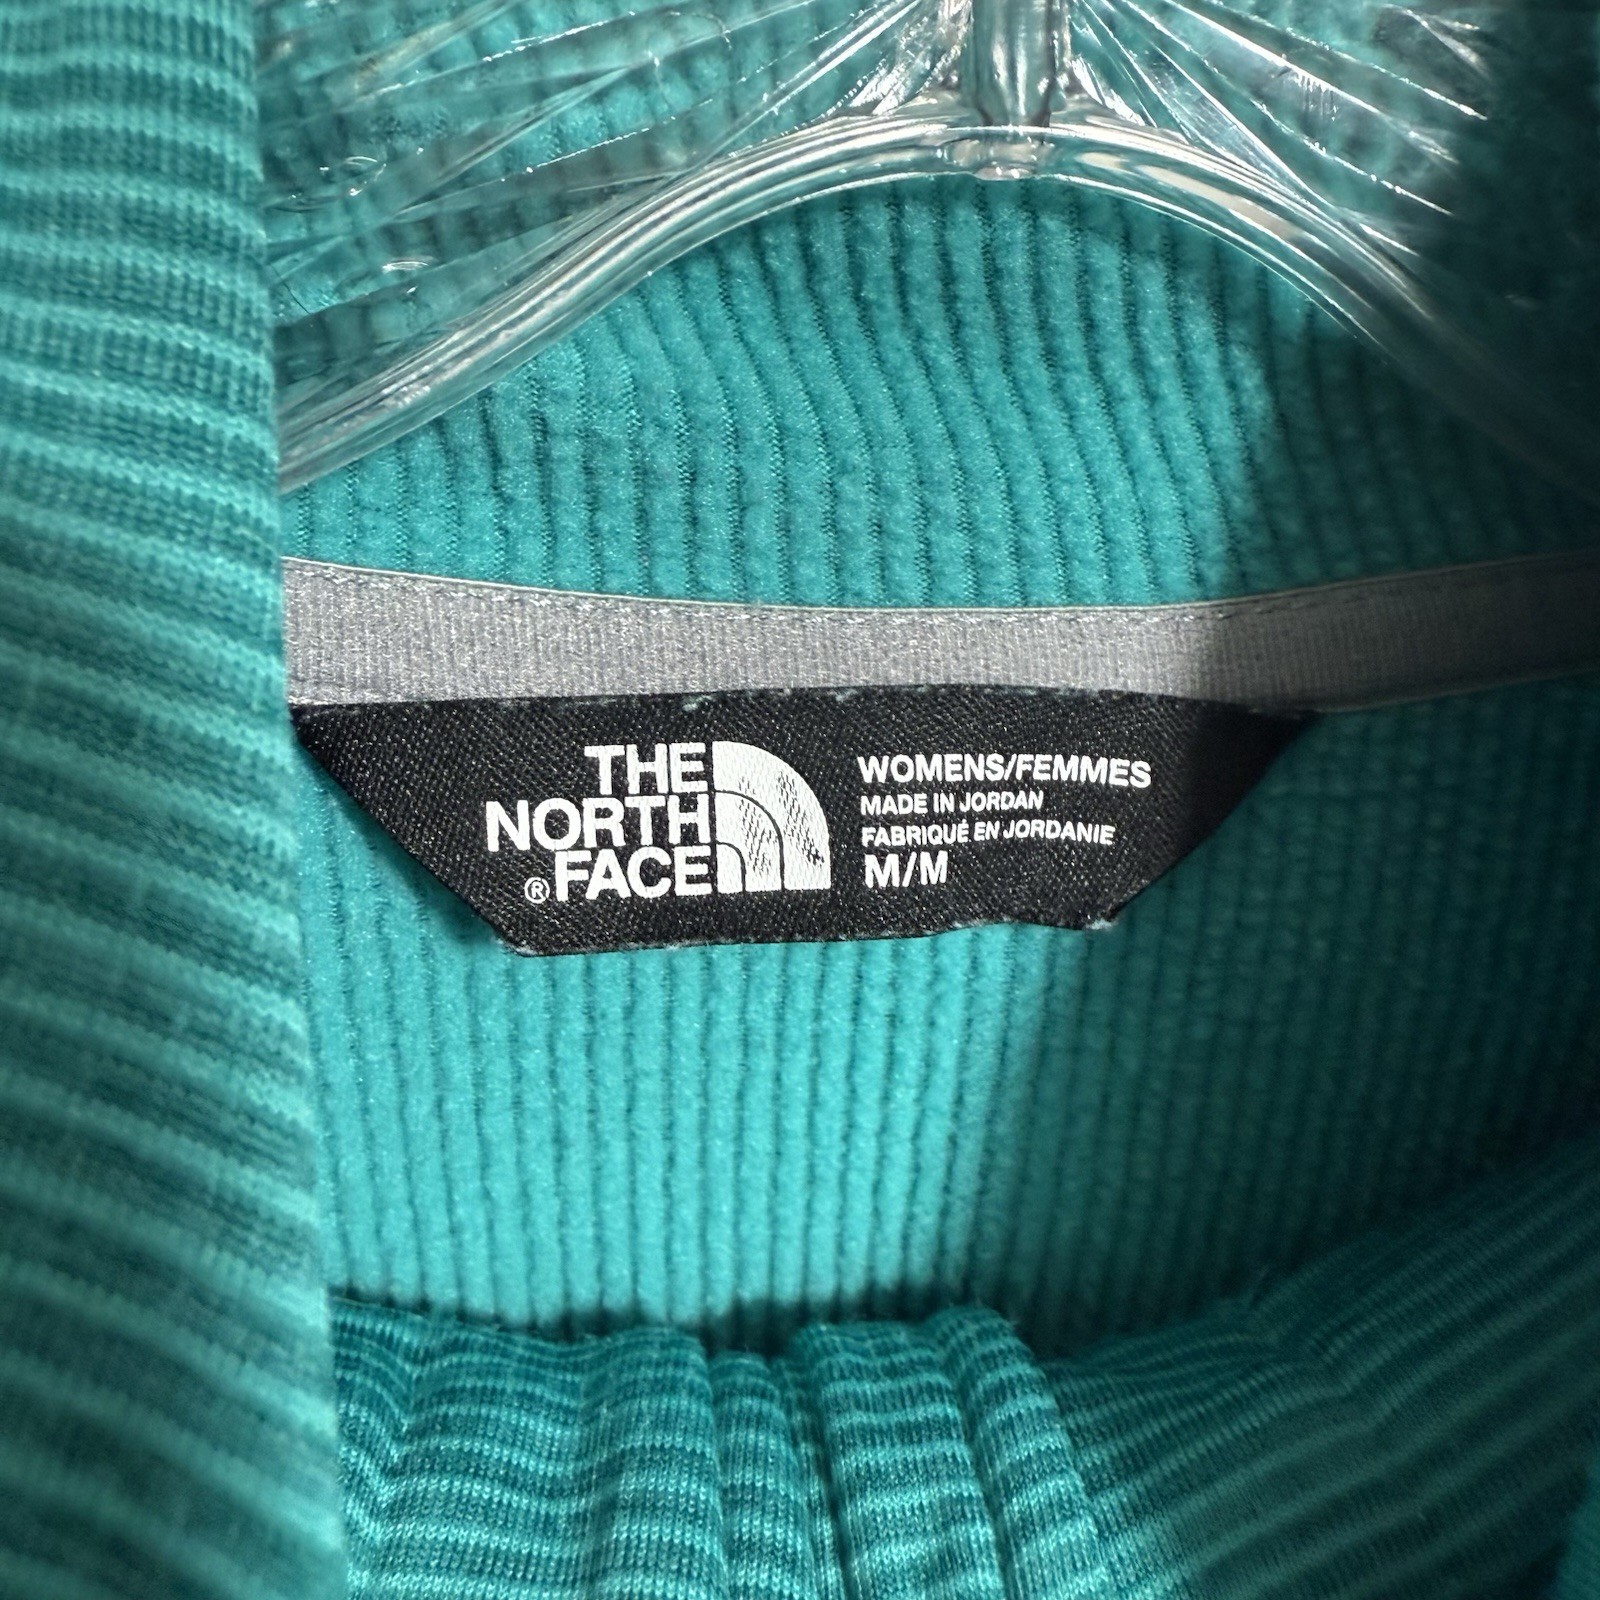 THE
NORTH
® FACE
WOMENS/FEMMES
MADE IN JORDAN
FABRIQUÉ EN JORDANIE
M/M